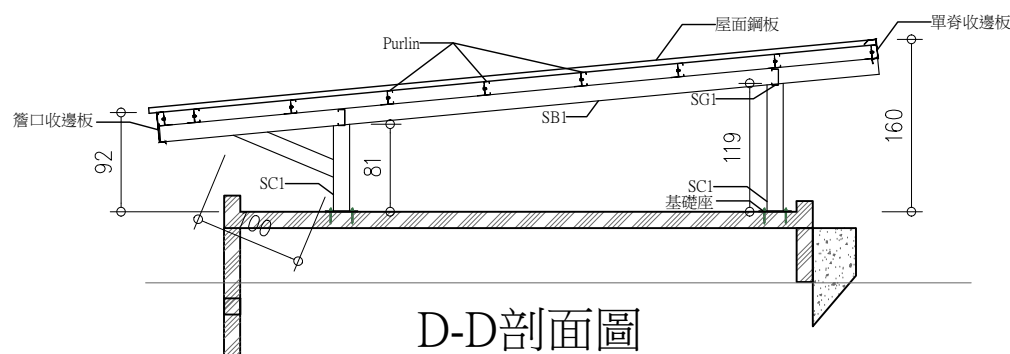 單脊收邊板
屋面鋼板
Purlin
SG1
SB1
簷口收邊板
92
81
119
160
SC1
SC1
基礎座
100
D-D剖面圖